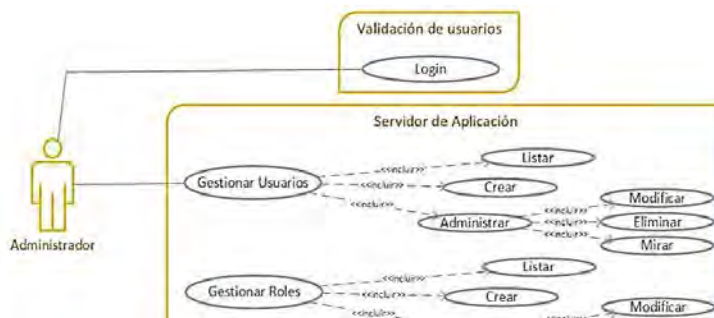 Validación de usuarios
Login
Servidor de Aplicación
<<incluir>>
Listar
Gestionar Usuarios
<<incluir>>
Crear
<<incluir>>
Administrar
<<incluir>>
Modificar
<<incluir>>
Eliminar
<<incluir>>
Mirar
Administrador
<<incluir>>
Listar
Gestionar Roles
<<incluir>>
Crear
<<incluir>>
<<incluir>>
Modificar